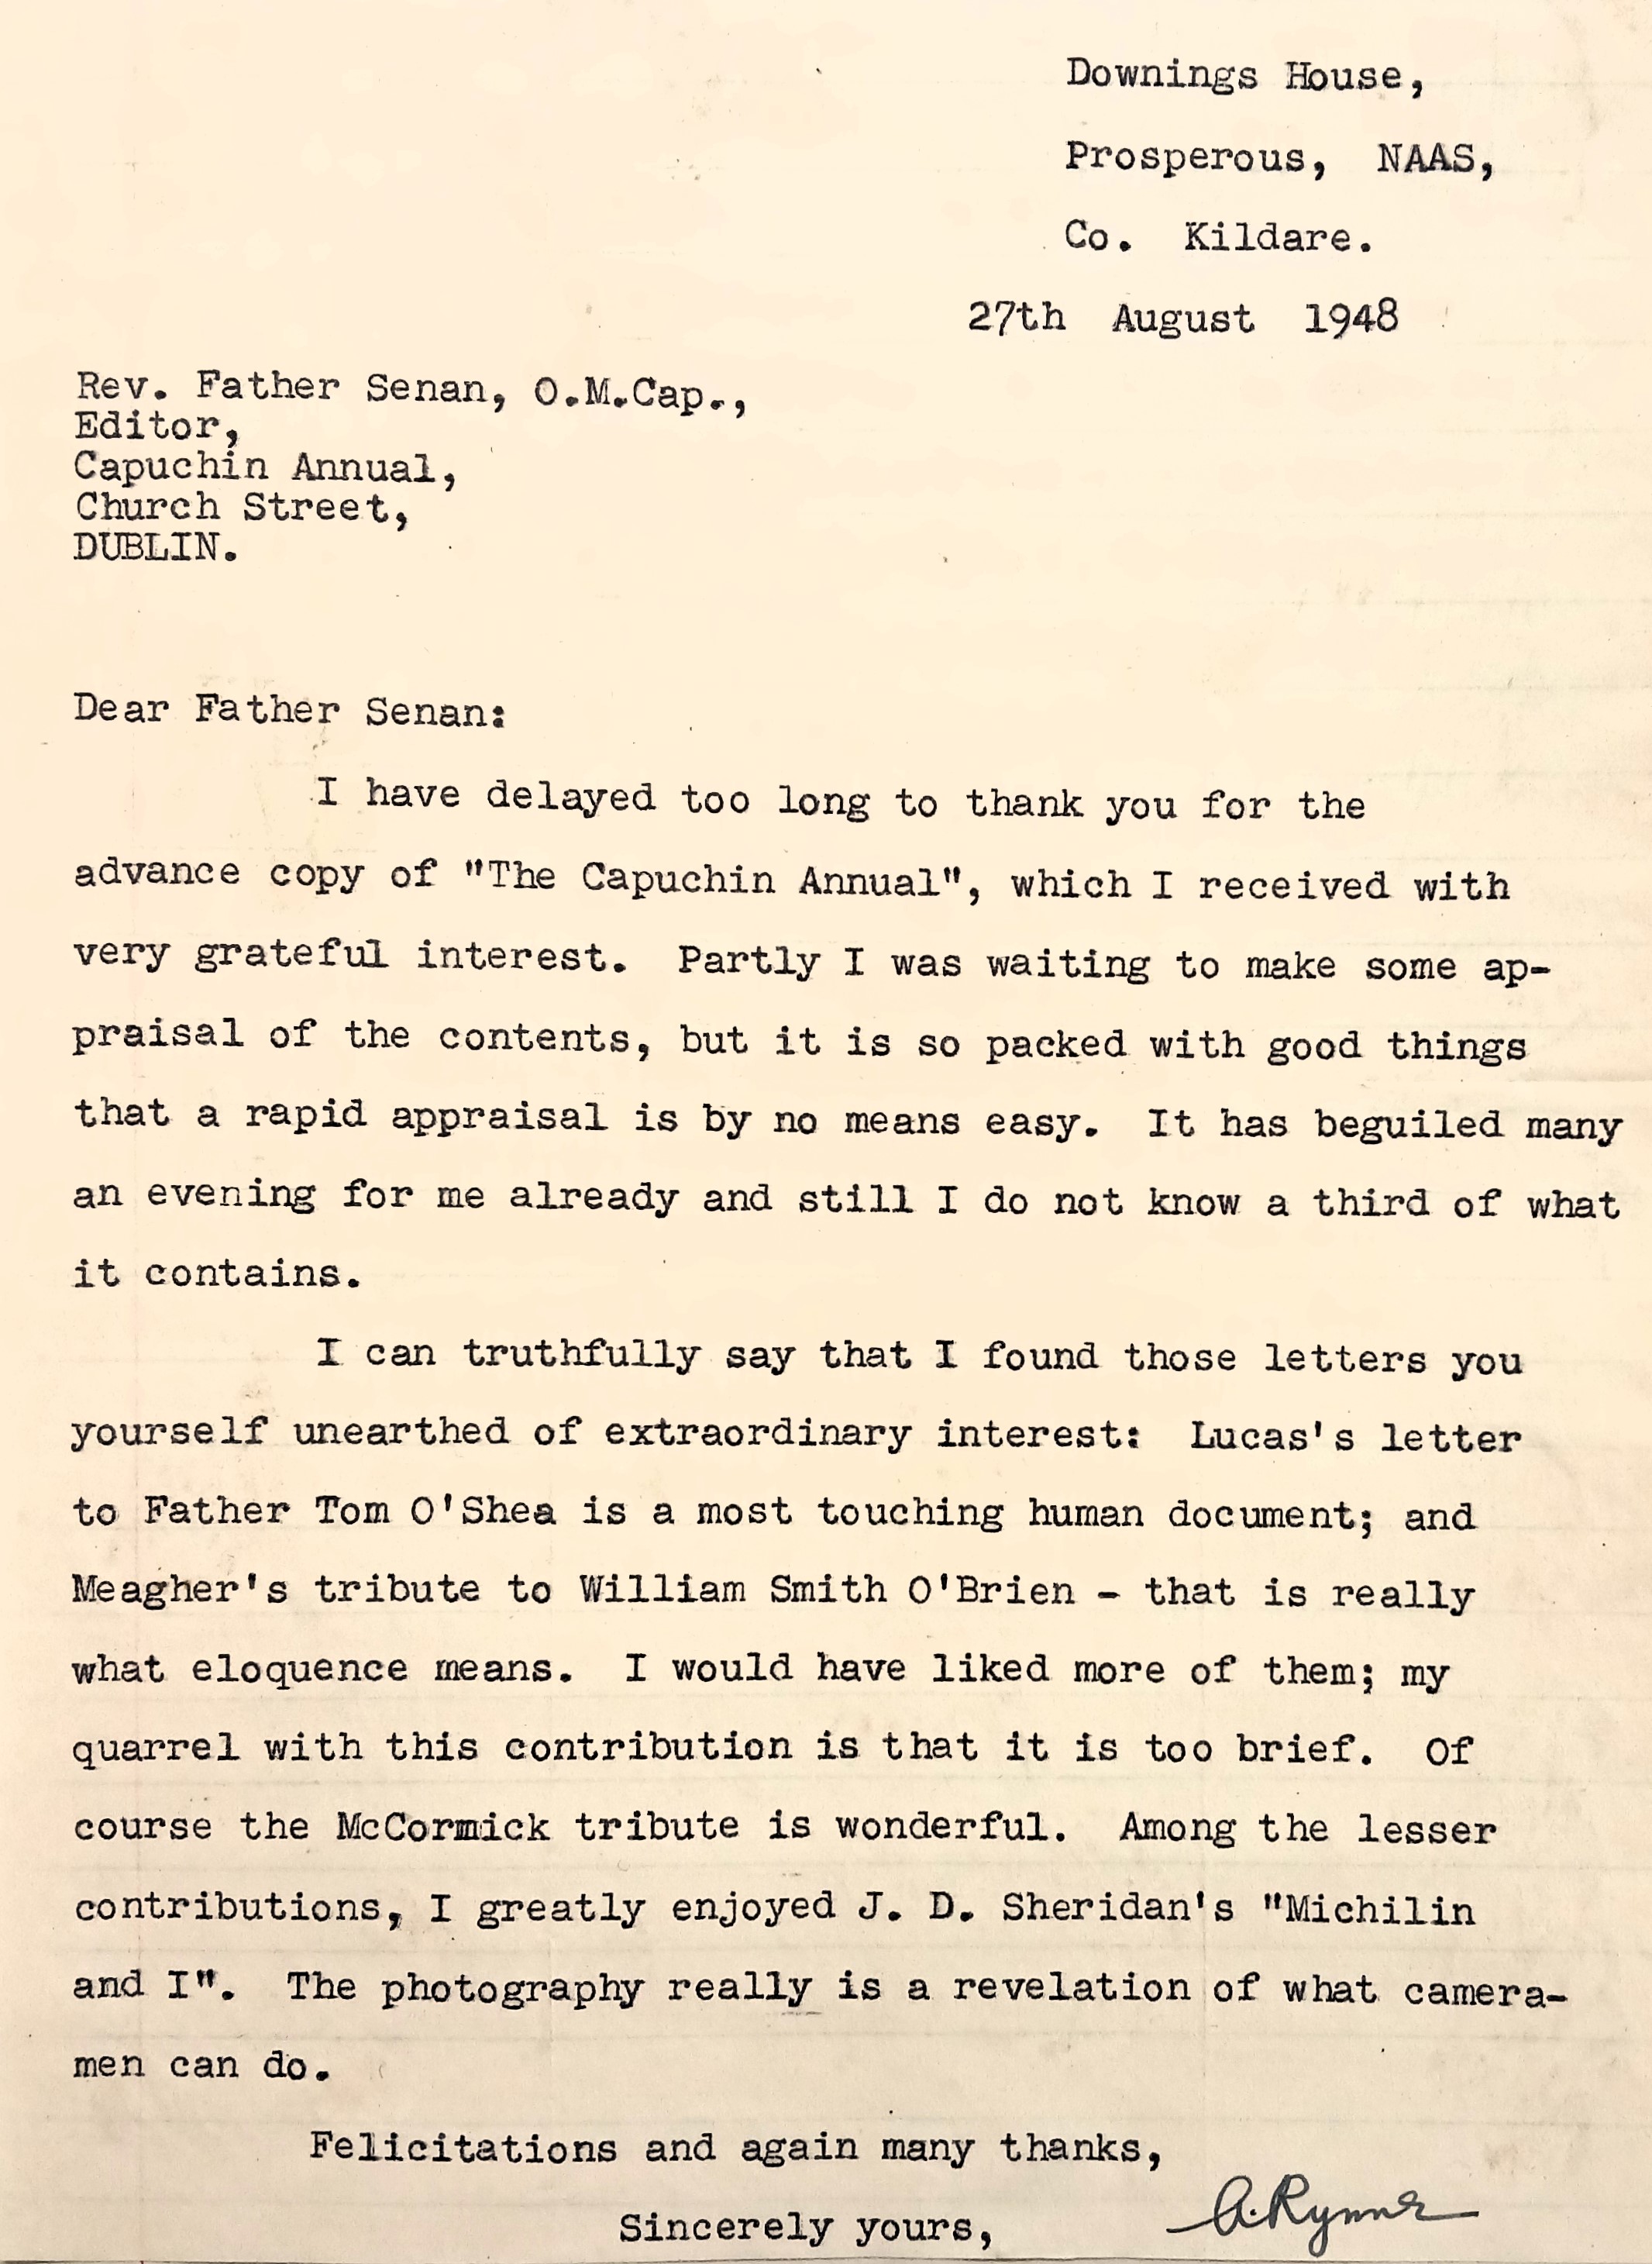 Downings House,
Prosperous, NAAS,
Co. Kildare.
27th August 1948
Rev. Father Senan, O.M.Cap.,
Editor,
Capuchin Annual,
Church Street,
DUBLIN.
Dear Father Senan:
I have delayed too long to thank you for the
advance copy of "The Capuchin Annual", which I received with
very grateful interest. Partly I was waiting to make some ap-
praisal of the contents, but it is so packed with good things
that a rapid appraisal is by no means easy. It has beguiled many
an evening for me already and still I do not know a third of what
it contains.
I can truthfully say that I found those letters you
yourself unearthed of extraordinary interest: Lucas's letter
to Father Tom O'Shea is a most touching human document; and
Meagher's tribute to William Smith O'Brien - that is really
what eloquence means. I would have liked more of them; my
quarrel with this contribution is that it is too brief. Of
course the McCormick tribute is wonderful. Among the lesser
contributions, I greatly enjoyed J. D. Sheridan's "Michilin
and I". The photography really is a revelation of what camera-
men can do.
Felicitations and again many thanks,
Sincerely yours,
A. Rynne